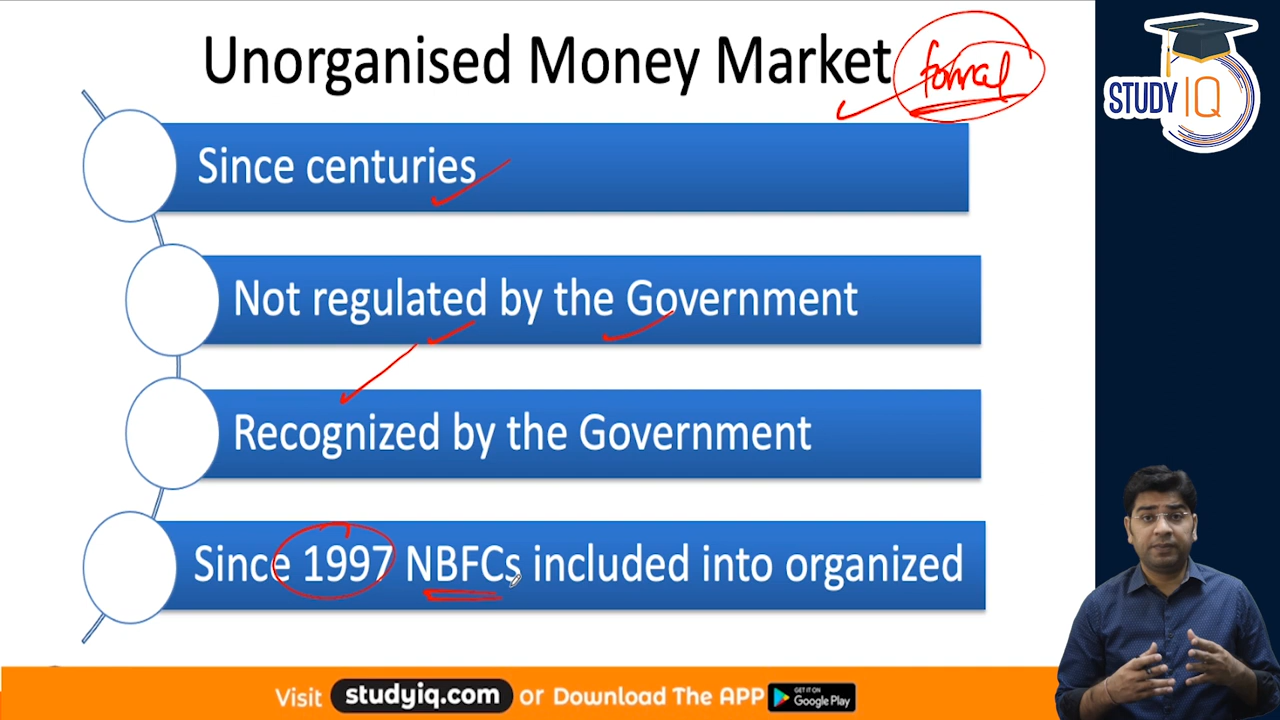 Unorganised Money Market formal
STUDY IQ
Since centuries
Not regulated by the Government
Recognized by the Government
Since 1997 NBFCs included into organized
Visit studyiq.com or Download The APP GET IT ON Google Play